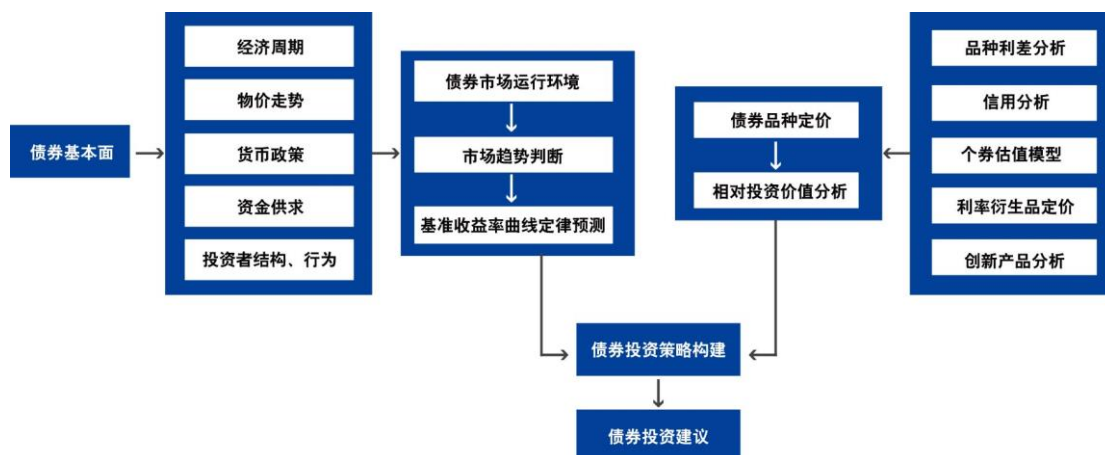 债券基本面
经济周期
物价走势
货币政策
资金供求
投资者结构、行为
债券市场运行环境
市场趋势判断
基准收益率曲线定律预测
债券品种定价
相对投资价值分析
品种利差分析
信用分析
个券估值模型
利率衍生品定价
创新产品分析
债券投资策略构建
债券投资建议